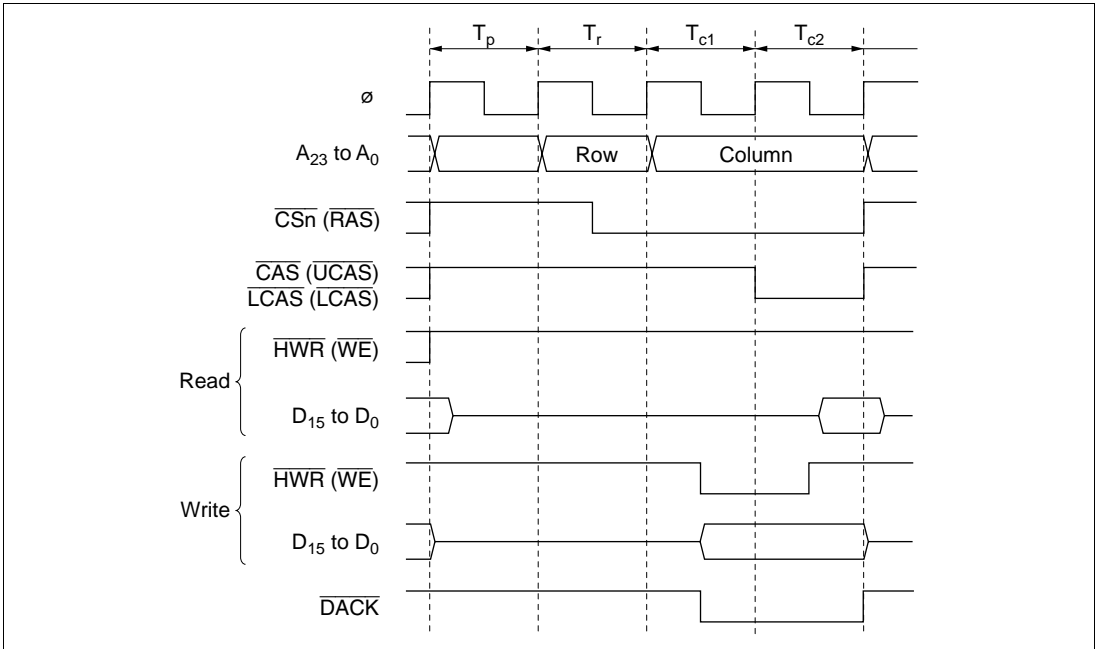 Tp Tr Tc1 Tc2
ø
A23 to A0 Row Column
CSn (RAS)
CAS (UCAS)
LCAS (LCAS)
HWR (WE)
Read
D15 to D0
HWR (WE)
Write
D15 to D0
DACK